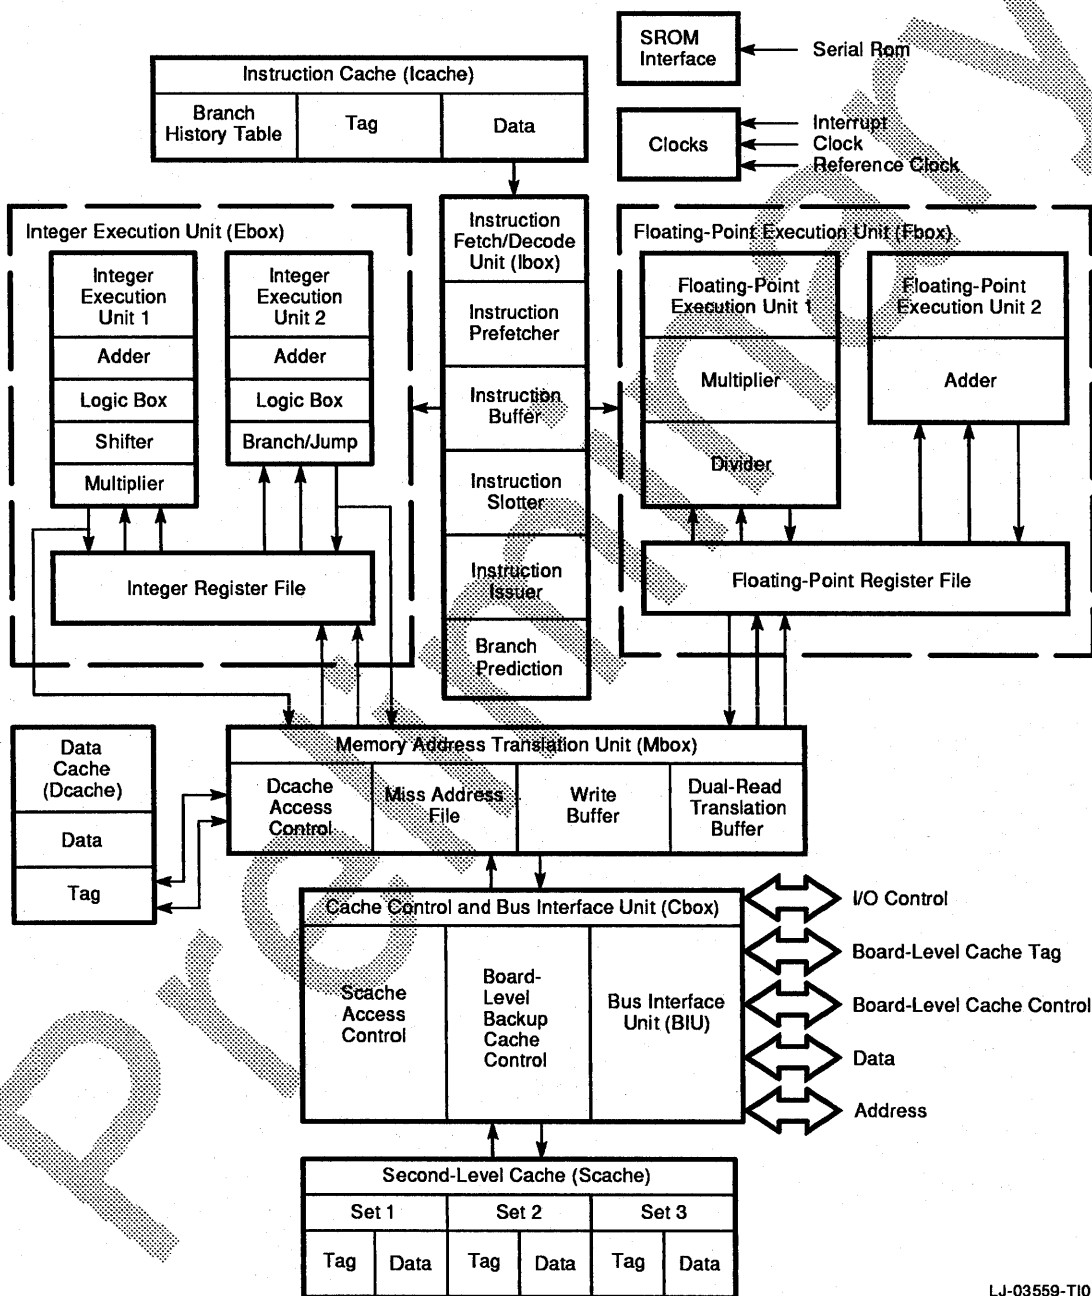 SROM
Interface
Serial Rom
Instruction Cache (Icache)
Branch
History Table
Tag
Data
Clocks
Interrupt
Clock
Reference Clock
Integer Execution Unit (Ebox)
Integer
Execution
Unit 1
Adder
Logic Box
Shifter
Multiplier
Integer
Execution
Unit 2
Adder
Logic Box
Branch/Jump
Integer Register File
Instruction
Fetch/Decode
Unit (Ibox)
Instruction
Prefetcher
Instruction
Buffer
Instruction
Slotter
Instruction
Issuer
Branch
Prediction
Floating-Point Execution Unit (Fbox)
Floating-Point
Execution Unit 1
Multiplier
Divider
Floating-Point
Execution Unit 2
Adder
Floating-Point Register File
Data
Cache
(Dcache)
Data
Tag
Memory Address Translation Unit (Mbox)
Dcache
Access
Control
Miss Address
File
Write
Buffer
Dual-Read
Translation
Buffer
Cache Control and Bus Interface Unit (Cbox)
Scache
Access
Control
Board-
Level
Backup
Cache
Control
Bus Interface
Unit (BIU)
I/O Control
Board-Level Cache Tag
Board-Level Cache Control
Data
Address
Second-Level Cache (Scache)
Set 1
Set 2
Set 3
Tag
Data
Tag
Data
Tag
Data
LJ-03559-TI0
Preliminary